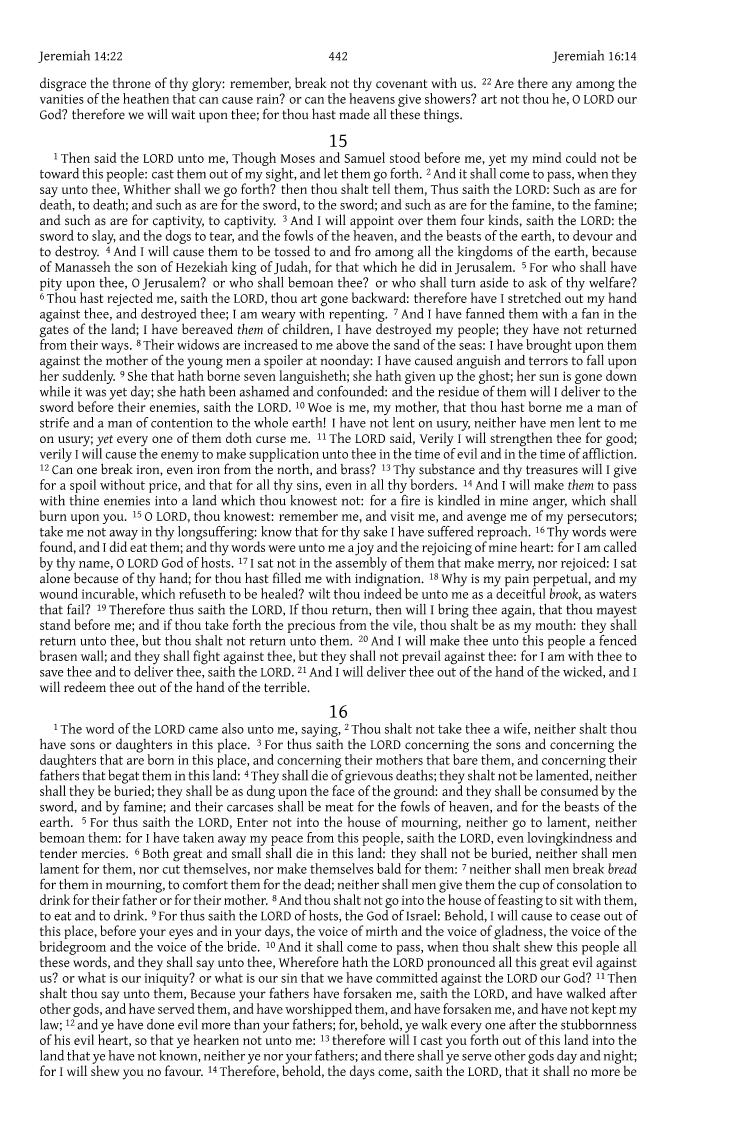 Jeremiah 14:22 442 Jeremiah 16:14
disgrace the throne of thy glory: remember, break not thy covenant with us. 22 Are there any among the
vanities of the heathen that can cause rain? or can the heavens give showers? art not thou he, O LORD our
God? therefore we will wait upon thee; for thou hast made all these things.
15
1 Then said the LORD unto me, Though Moses and Samuel stood before me, yet my mind could not be
toward this people: cast them out of my sight, and let them go forth. 2 And it shall come to pass, when they
say unto thee, Whither shall we go forth? then thou shalt tell them, Thus saith the LORD: Such as are for
death, to death; and such as are for the sword, to the sword; and such as are for the famine, to the famine;
and such as are for captivity, to captivity. 3 And I will appoint over them four kinds, saith the LORD: the
sword to slay, and the dogs to tear, and the fowls of the heaven, and the beasts of the earth, to devour and
to destroy. 4 And I will cause them to be tossed to and fro among all the kingdoms of the earth, because
of Manasseh the son of Hezekiah king of Judah, for that which he did in Jerusalem. 5 For who shall have
pity upon thee, O Jerusalem? or who shall bemoan thee? or who shall turn aside to ask of thy welfare?
6 Thou hast rejected me, saith the LORD, thou art gone backward: therefore have I stretched out my hand
against thee, and destroyed thee; I am weary with repenting. 7 And I have fanned them with a fan in the
gates of the land; I have bereaved them of children, I have destroyed my people; they have not returned
from their ways. 8 Their widows are increased to me above the sand of the seas: I have brought upon them
against the mother of the young men a spoiler at noonday: I have caused anguish and terrors to fall upon
her suddenly. 9 She that hath borne seven languisheth; she hath given up the ghost; her sun is gone down
while it was yet day; she hath been ashamed and confounded: and the residue of them will I deliver to the
sword before their enemies, saith the LORD. 10 Woe is me, my mother, that thou hast borne me a man of
strife and a man of contention to the whole earth! I have not lent on usury, neither have men lent to me
on usury; yet every one of them doth curse me. 11 The LORD said, Verily I will strengthen thee for good;
verily I will cause the enemy to make supplication unto thee in the time of evil and in the time of affliction.
12 Can one break iron, even iron from the north, and brass? 13 Thy substance and thy treasures will I give
for a spoil without price, and that for all thy sins, even in all thy borders. 14 And I will make them to pass
with thine enemies into a land which thou knowest not: for a fire is kindled in mine anger, which shall
burn upon you. 15 O LORD, thou knowest: remember me, and visit me, and avenge me of my persecutors;
take me not away in thy longsuffering: know that for thy sake I have suffered reproach. 16 Thy words were
found, and I did eat them; and thy words were unto me a joy and the rejoicing of mine heart: for I am called
by thy name, O LORD God of hosts. 17 I sat not in the assembly of them that make merry, nor rejoiced: I sat
alone because of thy hand; for thou hast filled me with indignation. 18 Why is my pain perpetual, and my
wound incurable, which refuseth to be healed? wilt thou indeed be unto me as a deceitful brook, as waters
that fail? 19 Therefore thus saith the LORD, If thou return, then will I bring thee again, that thou mayest
stand before me; and if thou take forth the precious from the vile, thou shalt be as my mouth: they shall
return unto thee, but thou shalt not return unto them. 20 And I will make thee unto this people a fenced
brasen wall; and they shall fight against thee, but they shall not prevail against thee: for I am with thee to
save thee and to deliver thee, saith the LORD. 21 And I will deliver thee out of the hand of the wicked, and I
will redeem thee out of the hand of the terrible.
16
1 The word of the LORD came also unto me, saying, 2 Thou shalt not take thee a wife, neither shalt thou
have sons or daughters in this place. 3 For thus saith the LORD concerning the sons and concerning the
daughters that are born in this place, and concerning their mothers that bare them, and concerning their
fathers that begat them in this land: 4 They shall die of grievous deaths; they shalt not be lamented, neither
shall they be buried; they shall be as dung upon the face of the ground: and they shall be consumed by the
sword, and by famine; and their carcases shall be meat for the fowls of heaven, and for the beasts of the
earth. 5 For thus saith the LORD, Enter not into the house of mourning, neither go to lament, neither
bemoan them: for I have taken away my peace from this people, saith the LORD, even lovingkindness and
tender mercies. 6 Both great and small shall die in this land: they shall not be buried, neither shall men
lament for them, nor cut themselves, nor make themselves bald for them: 7 neither shall men break bread
for them in mourning, to comfort them for the dead; neither shall men give them the cup of consolation to
drink for their father or for their mother. 8 And thou shalt not go into the house of feasting to sit with them,
to eat and to drink. 9 For thus saith the LORD of hosts, the God of Israel: Behold, I will cause to cease out of
this place, before your eyes and in your days, the voice of mirth and the voice of gladness, the voice of the
bridegroom and the voice of the bride. 10 And it shall come to pass, when thou shalt shew this people all
these words, and they shall say unto thee, Wherefore hath the LORD pronounced all this great evil against
us? or what is our iniquity? or what is our sin that we have committed against the LORD our God? 11 Then
shalt thou say unto them, Because your fathers have forsaken me, saith the LORD, and have walked after
other gods, and have served them, and have worshipped them, and have forsaken me, and have not kept my
law; 12 and ye have done evil more than your fathers; for, behold, ye walk every one after the stubbornness
of his evil heart, so that ye hearken not unto me: 13 therefore will I cast you forth out of this land into the
land that ye have not known, neither ye nor your fathers; and there shall ye serve other gods day and night;
for I will shew you no favour. 14 Therefore, behold, the days come, saith the LORD, that it shall no more be